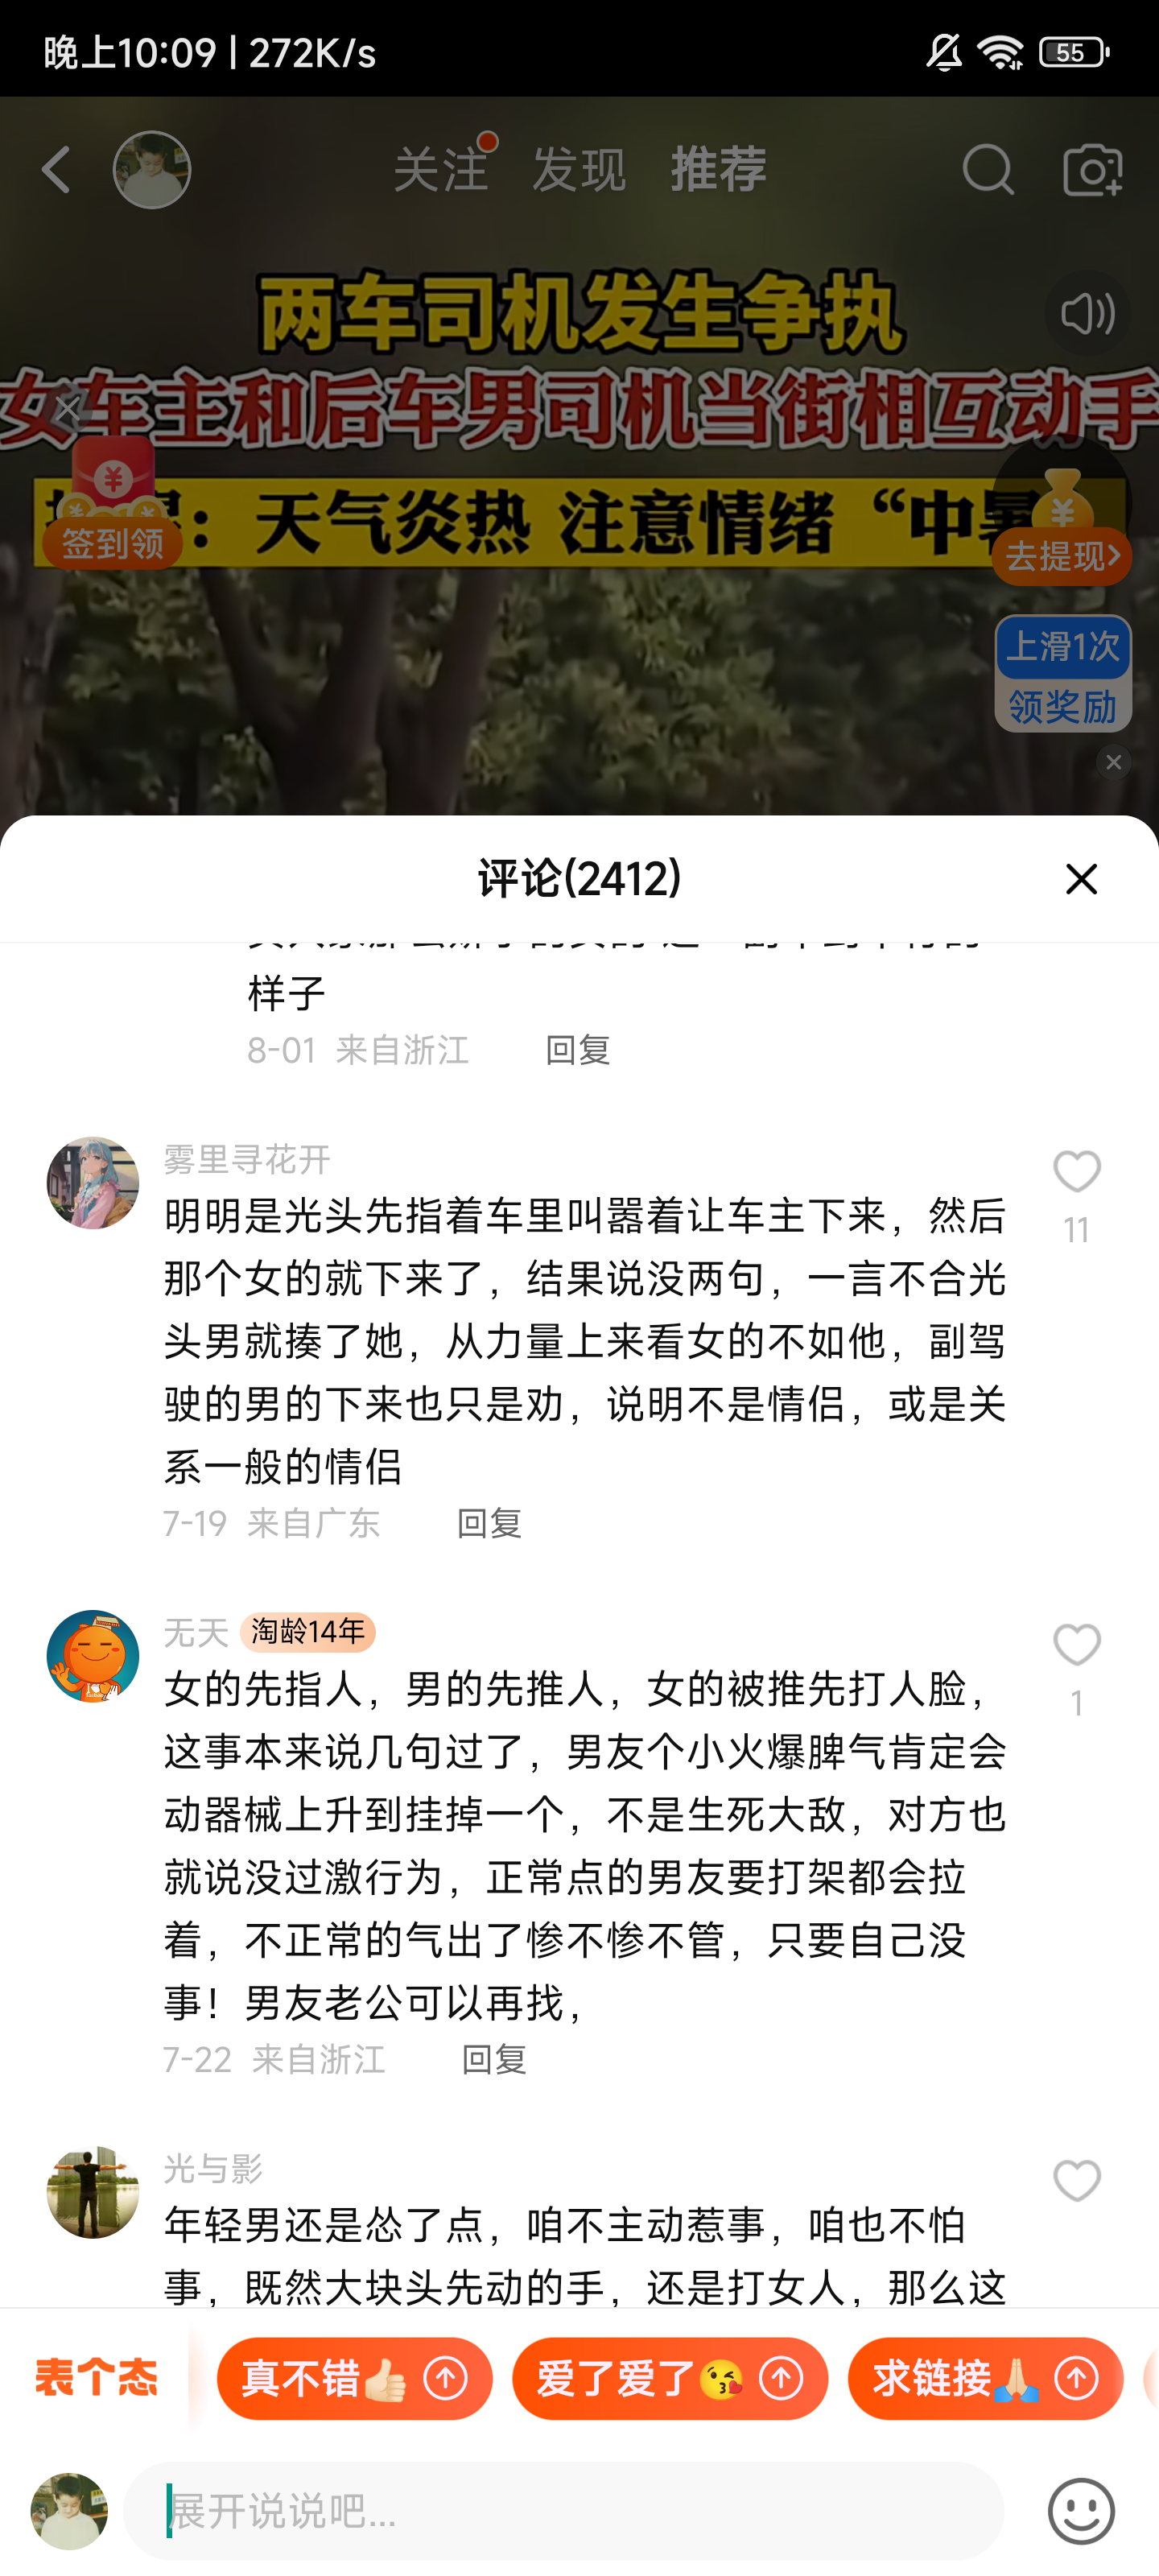 晚上10:09 | 272K/s
55
关注 发现 推荐
两车司机发生争执
女车主和后车男司机当街相互动手
：天气炎热 注意情绪“中暑
签到领
去提现
上滑1次
领奖励
评论(2412)
样子
8-01 来自浙江 回复
雾里寻花开
明明是光头先指着车里叫嚣着让车主下来，然后
那个女的就下来了，结果说没两句，一言不合光
头男就揍了她，从力量上来看女的不如他，副驾
驶的男的下来也只是劝，说明不是情侣，或是关
系一般的情侣
11
7-19 来自广东 回复
无天 淘龄14年
女的先指人，男的先推人，女的被推先打人脸，
这事本来说几句过了，男友个小火爆脾气肯定会
动器械上升到挂掉一个，不是生死大敌，对方也
就说没过激行为，正常点的男友要打架都会拉
着，不正常的气出了惨不惨不管，只要自己没
事！男友老公可以再找，
1
7-22 来自浙江 回复
光与影
年轻男还是怂了点，咱不主动惹事，咱也不怕
事，既然大块头先动的手，还是打女人，那么这
表个态 真不错👍🏻 爱了爱了😘 求链接🙏🏻
展开说说吧...